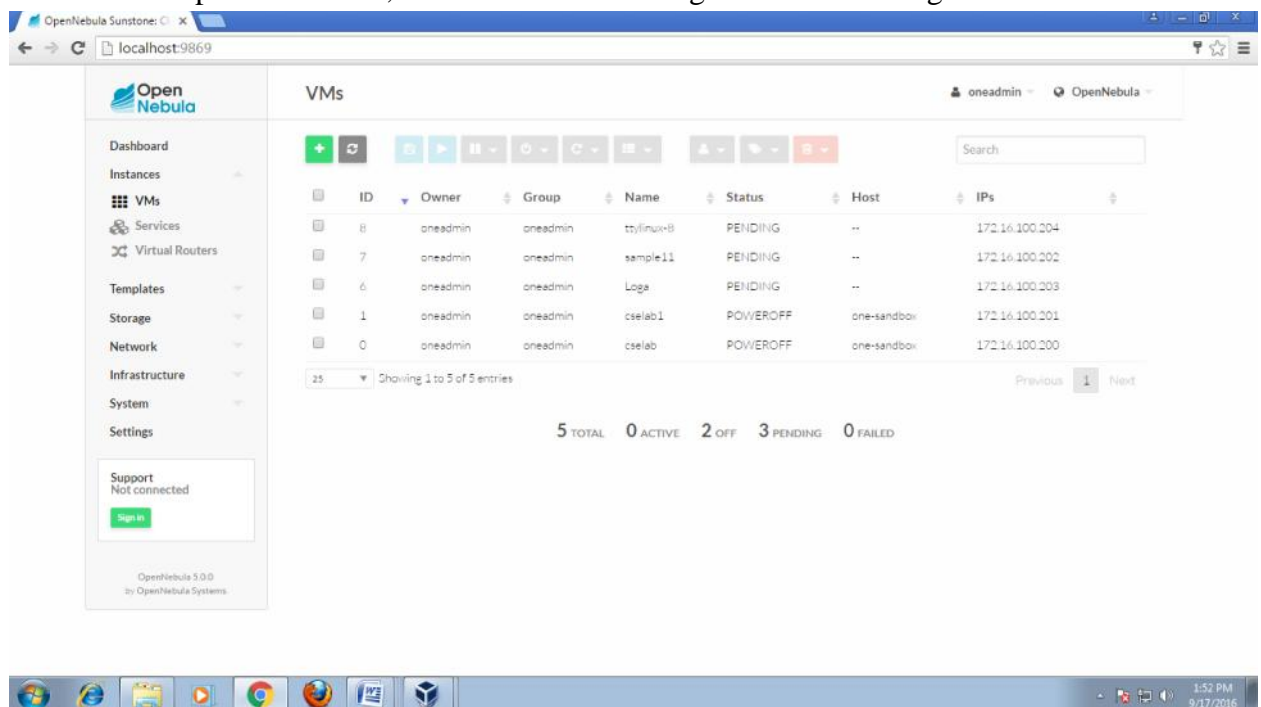 OpenNebula Sunstone: Cl
localhost:9869
Open
Nebula
VMs
oneadmin
OpenNebula
Dashboard
Instances
VMs
Services
Virtual Routers
Templates
Storage
Network
Infrastructure
System
Settings
Search
ID Owner Group Name Status Host IPs
8 oneadmin oneadmin ttylinux-8 PENDING -- 172.16.100.204
7 oneadmin oneadmin sample11 PENDING -- 172.16.100.202
6 oneadmin oneadmin Loga PENDING -- 172.16.100.203
1 oneadmin oneadmin cselab1 POWEROFF one-sandbox 172.16.100.201
0 oneadmin oneadmin cselab POWEROFF one-sandbox 172.16.100.200
25 Showing 1 to 5 of 5 entries
Previous 1 Next
5 TOTAL 0 ACTIVE 2 OFF 3 PENDING 0 FAILED
Support
Not connected
Sign in
OpenNebula 5.0.0
by OpenNebula Systems
1:52 PM
9/17/2016